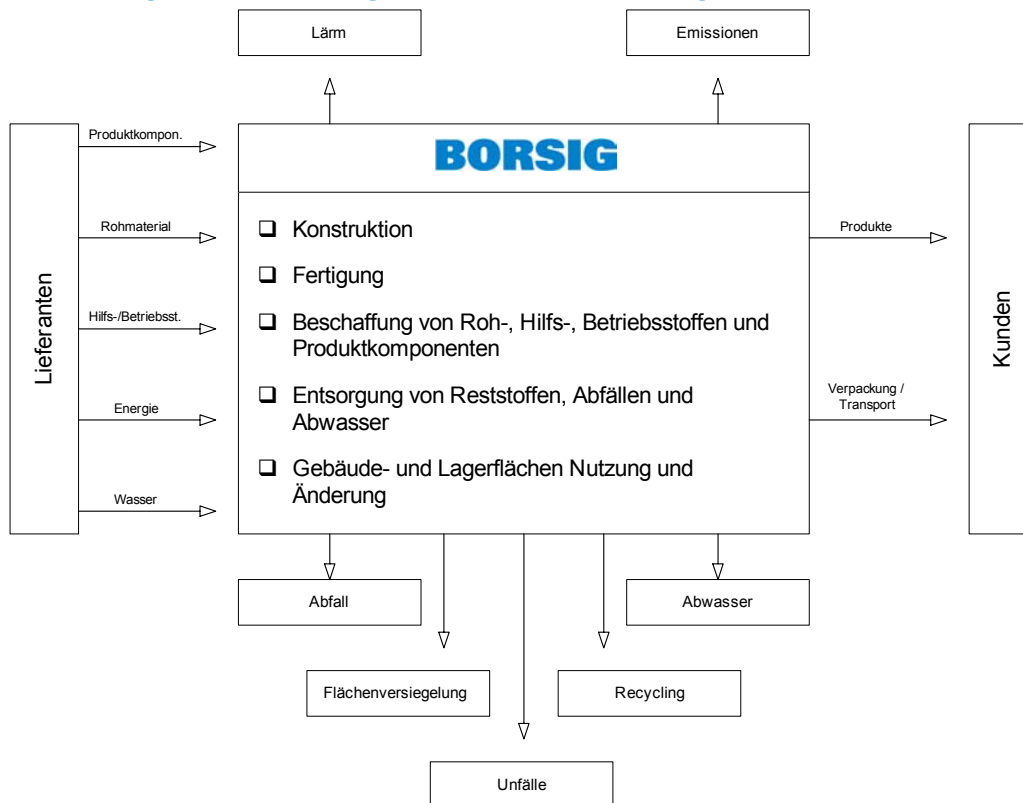 Lärm
Emissionen
Lieferanten
Produktkompon.
Rohmaterial
Hilfs-/Betriebsst.
Energie
Wasser
BORSIG
❑ Konstruktion
❑ Fertigung
❑ Beschaffung von Roh-, Hilfs-, Betriebsstoffen und
Produktkomponenten
❑ Entsorgung von Reststoffen, Abfällen und
Abwasser
❑ Gebäude- und Lagerflächen Nutzung und
Änderung
Produkte
Verpackung /
Transport
Kunden
Abfall
Abwasser
Flächenversiegelung
Recycling
Unfälle